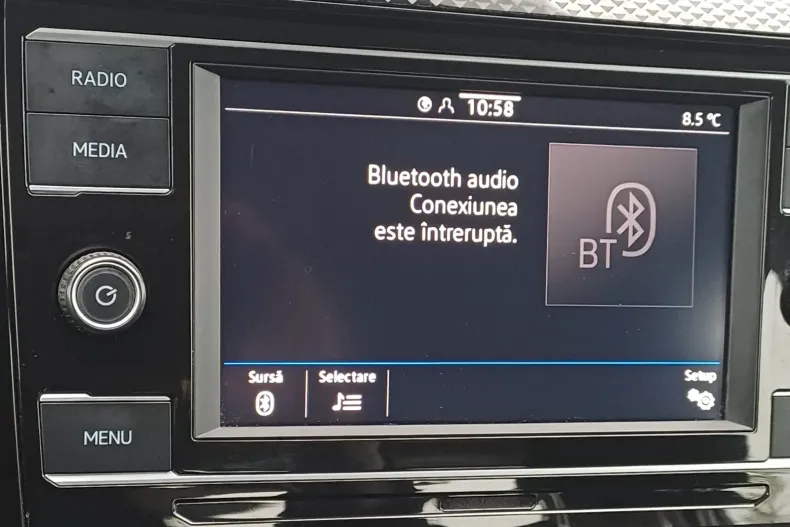 RADIO
MEDIA
10:58
8.5 °C
Bluetooth audio
Conexiunea
este întreruptă.
BT
Sursă
Selectare
Setup
MENU